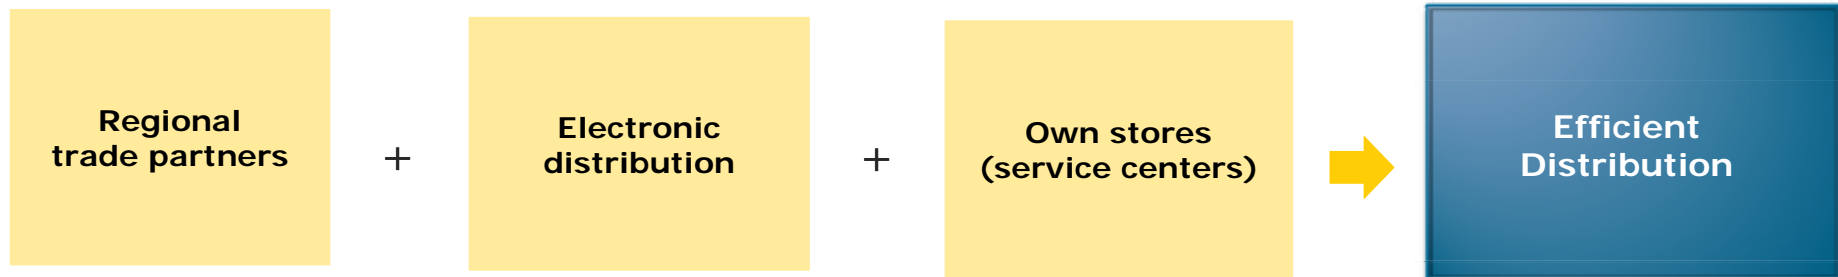 Regional
trade partners
+
Electronic
distribution
+
Own stores
(service centers)
Efficient
Distribution